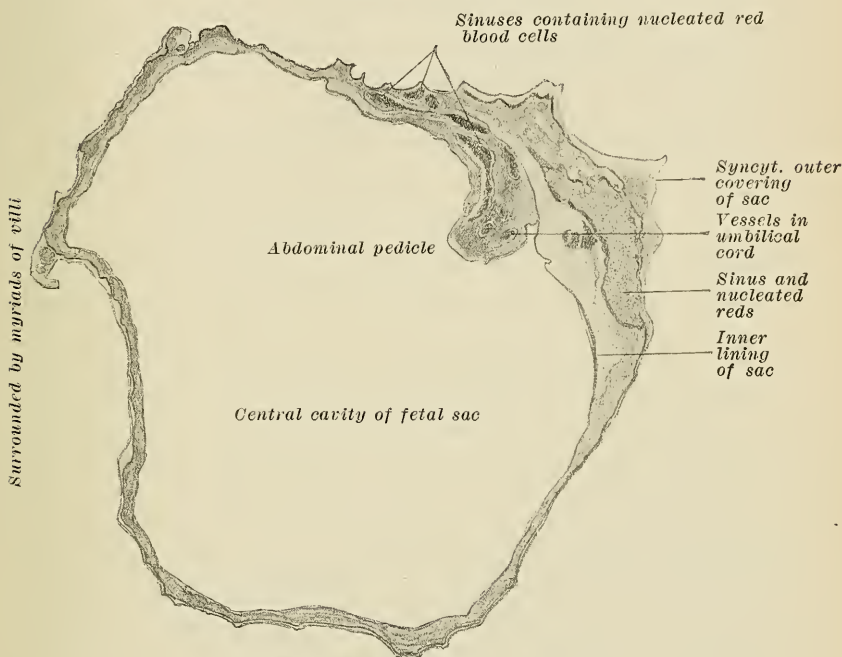 Sinuses containing nucleated red
blood cells
Surrounded by myriads of villi
Syncyt. outer
covering
of sac
Vessels in
umbilical
cord
Abdominal pedicle
Sinus and
nucleated
reds
Inner
lining
of sac
Central cavity of fetal sac